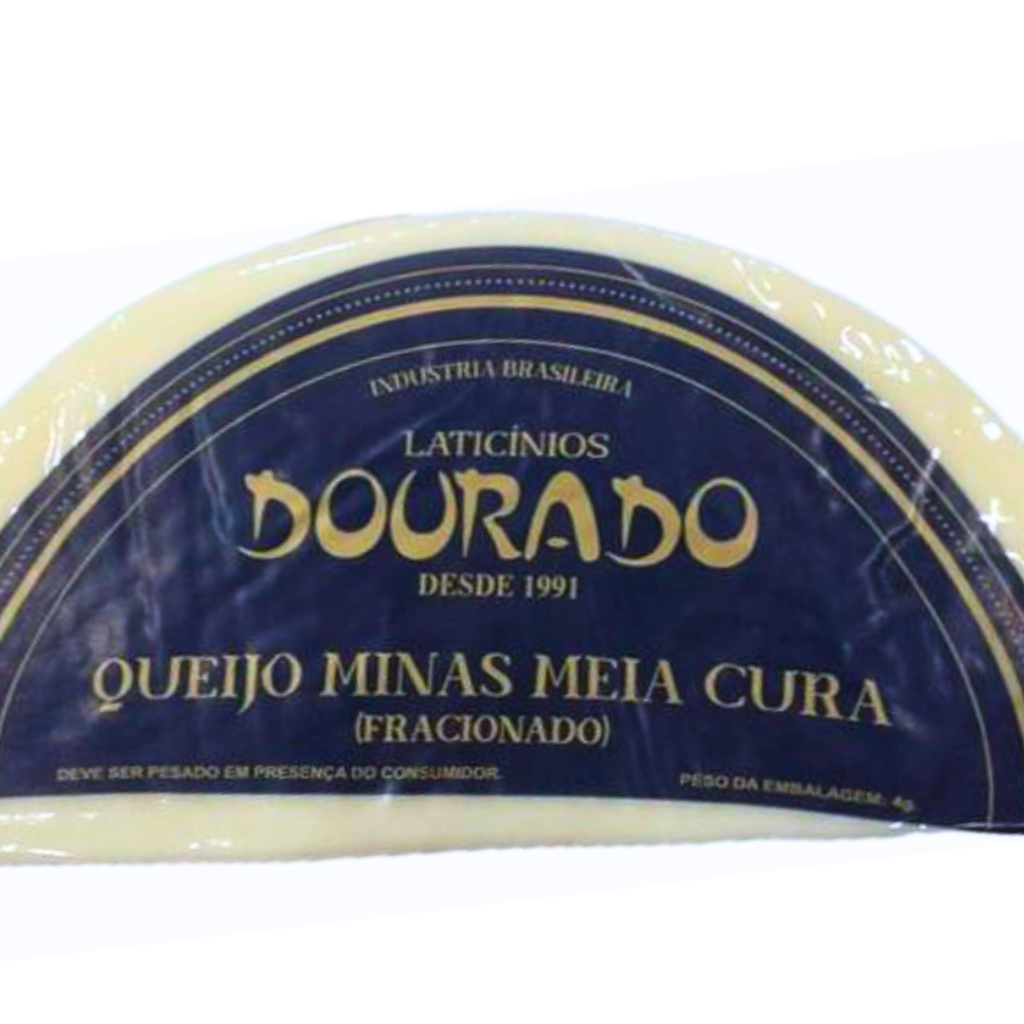 INDUSTRIA BRASILEIRA
LATICÍNIOS
DOURADO
DESDE 1991
QUEIJO MINAS MEIA CURA
(FRACIONADO)
DEVE SER PESADO EM PRESENÇA DO CONSUMIDOR.
PESO DA EMBALAGEM: 4g.